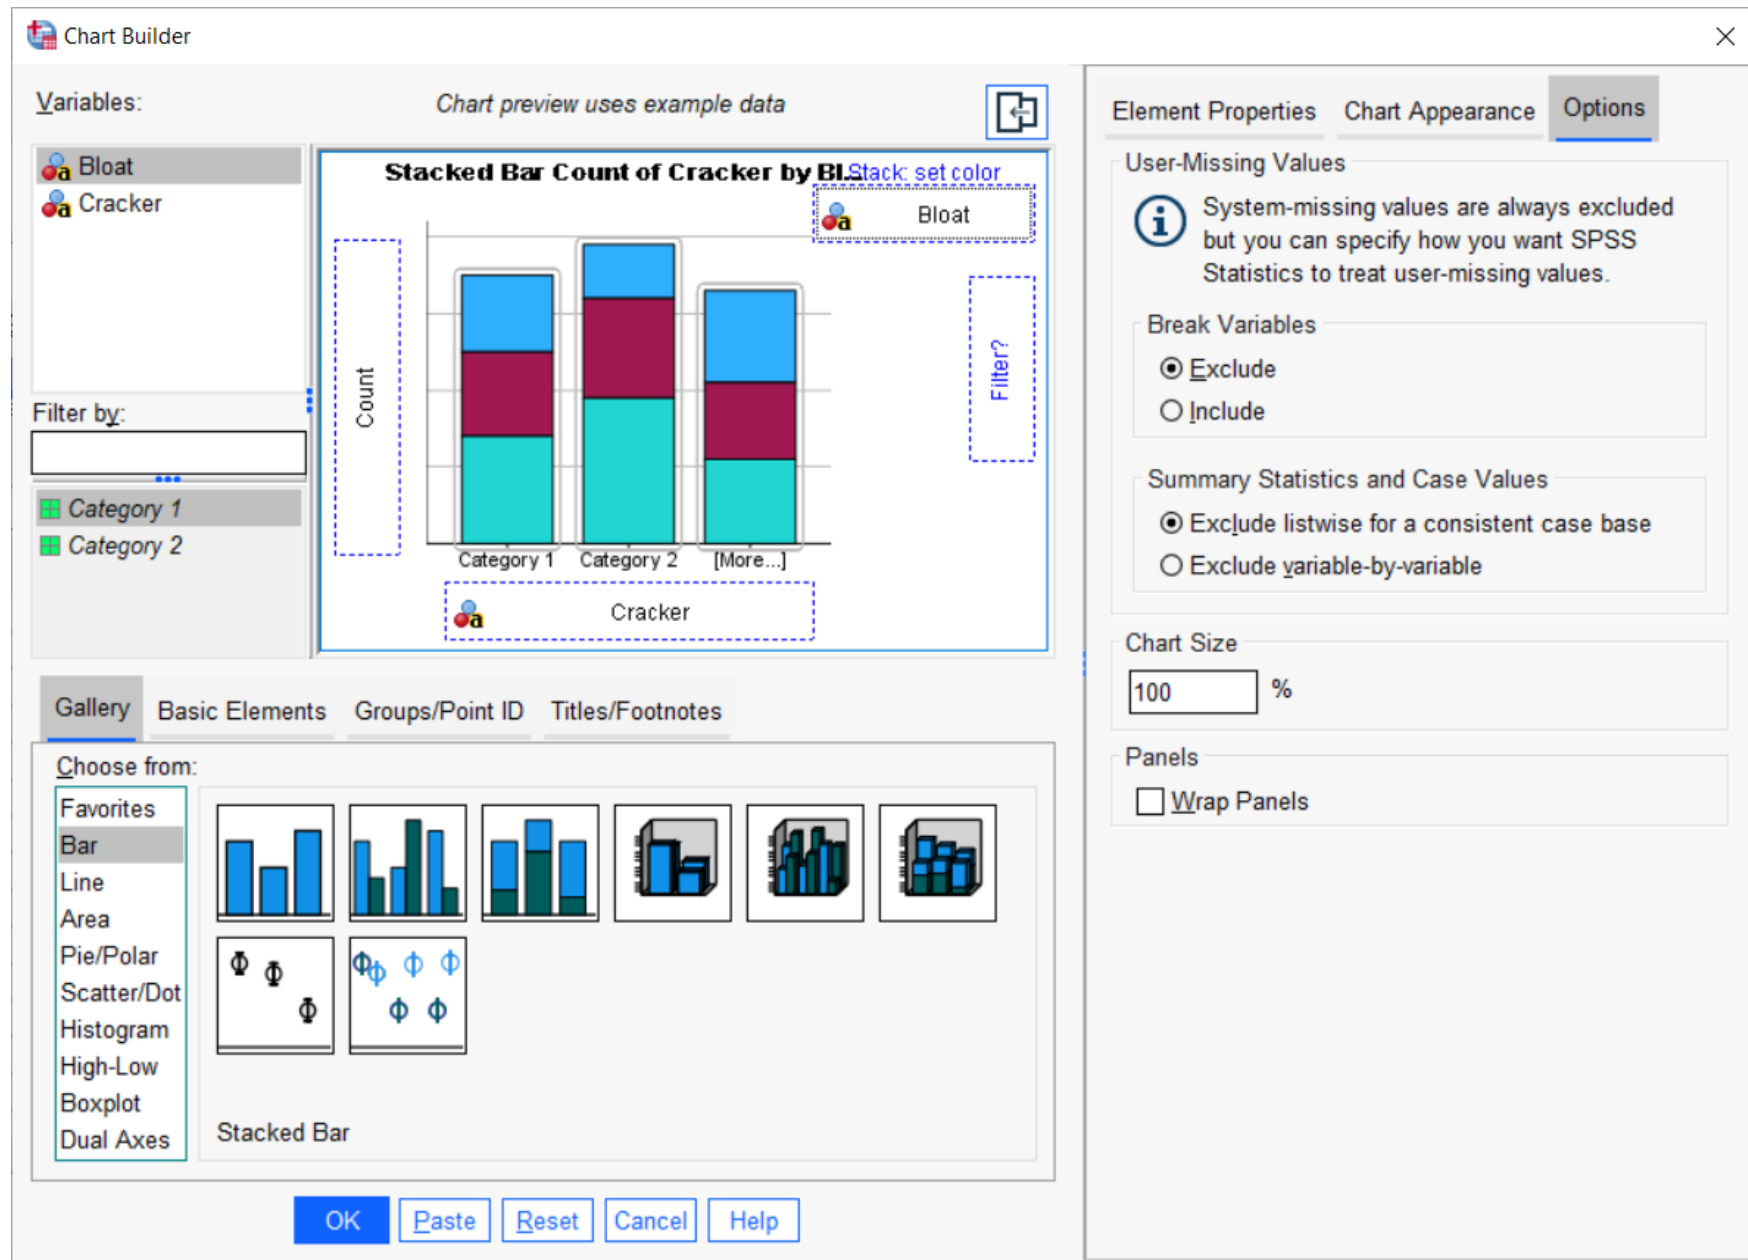 Chart Builder
Variables:
Chart preview uses example data
Bloat
Cracker
Filter by:
Category 1
Category 2
Stacked Bar Count of Cracker by Bl...
Stack: set color
Bloat
Count
Filter?
Category 1
Category 2
[More...]
Cracker
Gallery
Basic Elements
Groups/Point ID
Titles/Footnotes
Choose from:
Favorites
Bar
Line
Area
Pie/Polar
Scatter/Dot
Histogram
High-Low
Boxplot
Dual Axes
Stacked Bar
OK
Paste
Reset
Cancel
Help
Element Properties
Chart Appearance
Options
User-Missing Values
System-missing values are always excluded
but you can specify how you want SPSS
Statistics to treat user-missing values.
Break Variables
Exclude
Include
Summary Statistics and Case Values
Exclude listwise for a consistent case base
Exclude variable-by-variable
Chart Size
100 %
Panels
Wrap Panels